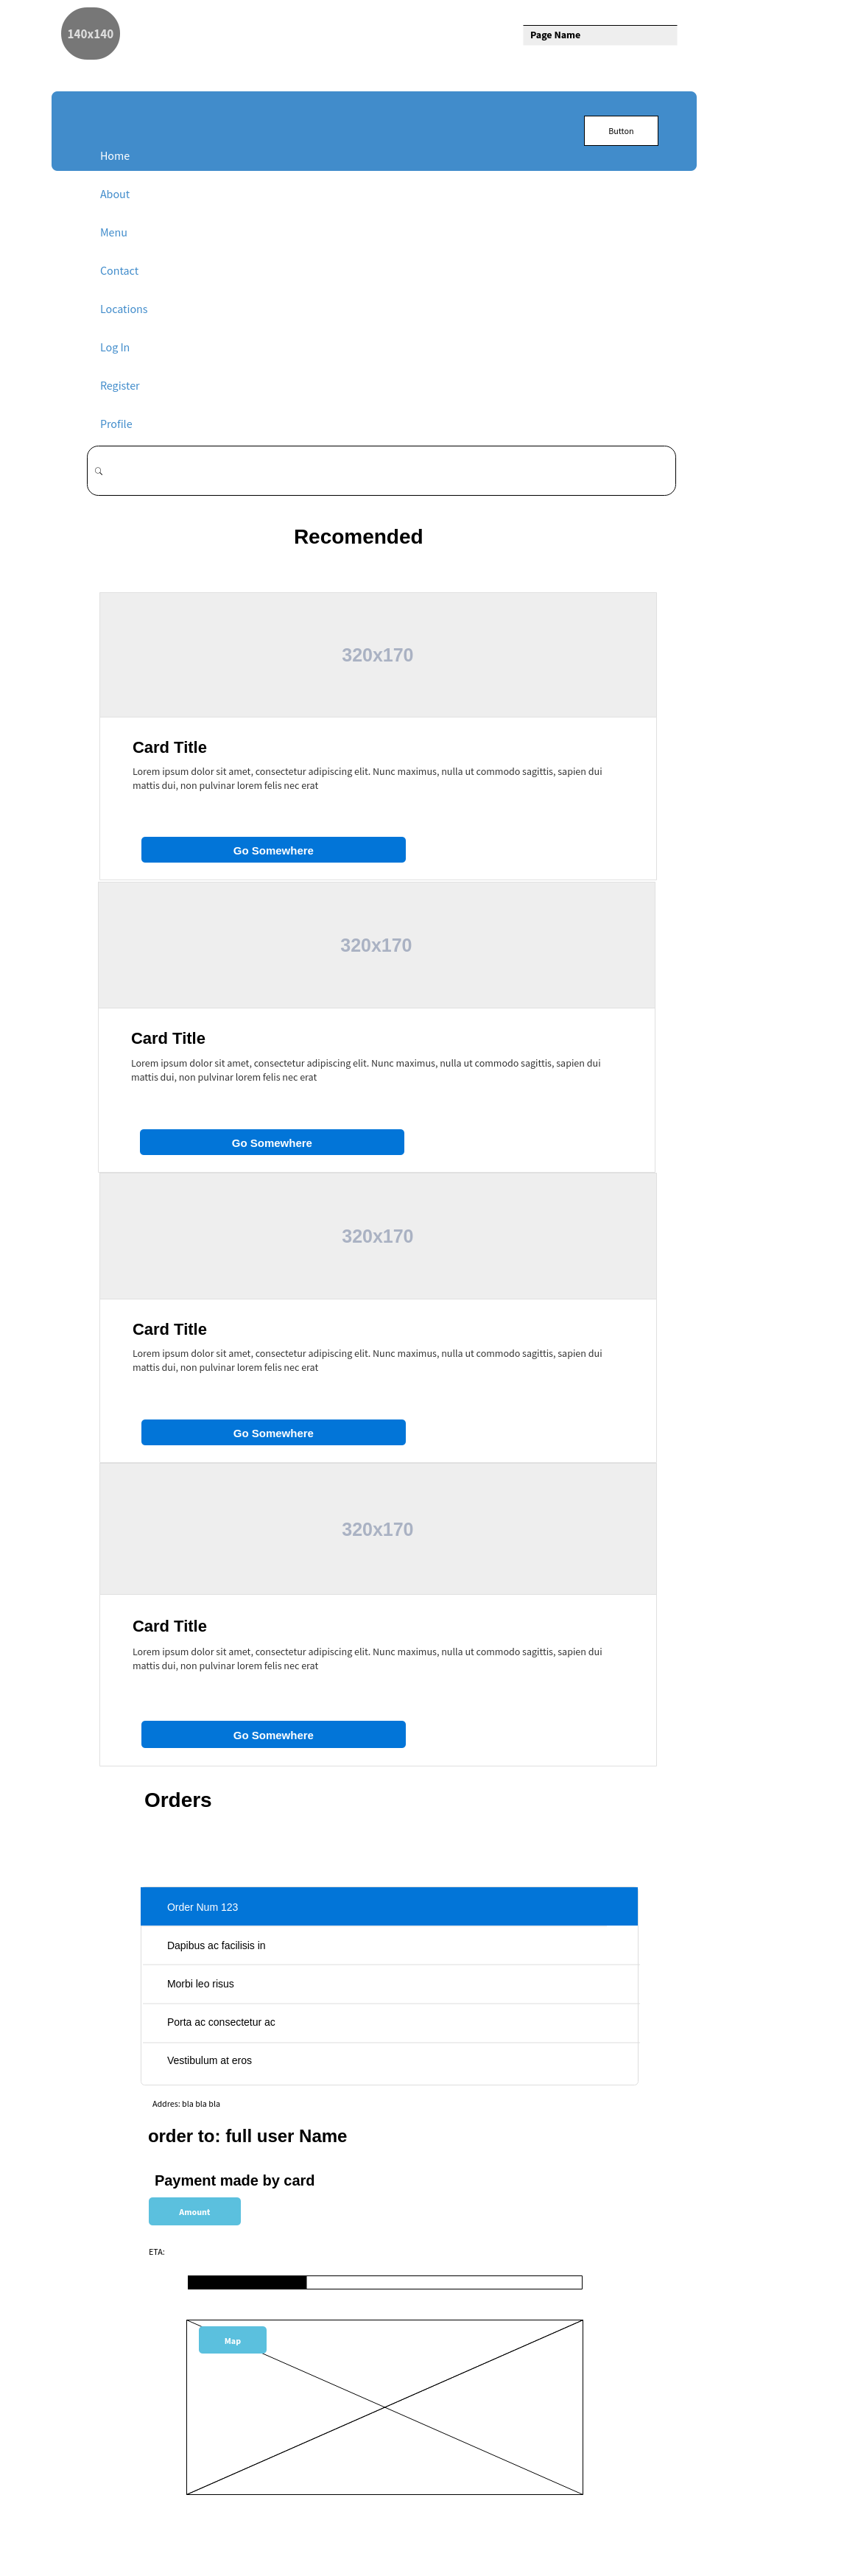 140x140
Page Name
Button
Home
About
Menu
Contact
Locations
Log In
Register
Profile
Recomended
320x170
Card Title
Lorem ipsum dolor sit amet, consectetur adipiscing elit. Nunc maximus, nulla ut commodo sagittis, sapien dui
mattis dui, non pulvinar lorem felis nec erat
Go Somewhere
320x170
Card Title
Lorem ipsum dolor sit amet, consectetur adipiscing elit. Nunc maximus, nulla ut commodo sagittis, sapien dui
mattis dui, non pulvinar lorem felis nec erat
Go Somewhere
320x170
Card Title
Lorem ipsum dolor sit amet, consectetur adipiscing elit. Nunc maximus, nulla ut commodo sagittis, sapien dui
mattis dui, non pulvinar lorem felis nec erat
Go Somewhere
320x170
Card Title
Lorem ipsum dolor sit amet, consectetur adipiscing elit. Nunc maximus, nulla ut commodo sagittis, sapien dui
mattis dui, non pulvinar lorem felis nec erat
Go Somewhere
Orders
Order Num 123
Dapibus ac facilisis in
Morbi leo risus
Porta ac consectetur ac
Vestibulum at eros
Addres: bla bla bla
order to: full user Name
Payment made by card
Amount
ETA:
Map